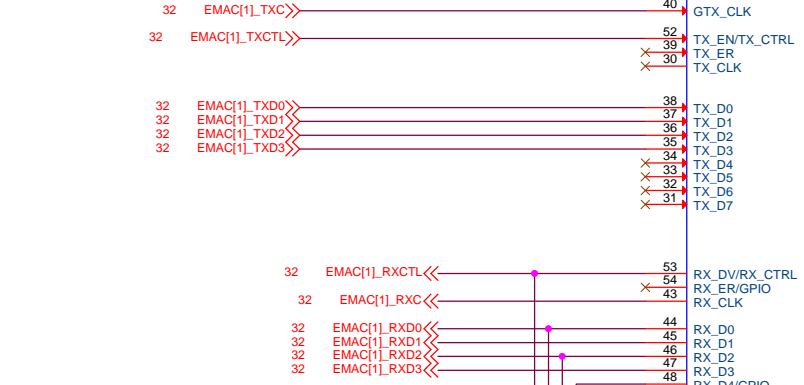 32 EMAC[1]_TXC 40 GTX_CLK
32 EMAC[1]_TXCTL 52 TX_EN/TX_CTRL
39 TX_ER
30 TX_CLK
32 EMAC[1]_TXD0 38 TX_D0
32 EMAC[1]_TXD1 37 TX_D1
32 EMAC[1]_TXD2 36 TX_D2
32 EMAC[1]_TXD3 35 TX_D3
34 TX_D4
33 TX_D5
32 TX_D6
31 TX_D7
32 EMAC[1]_RXCTL 53 RX_DV/RX_CTRL
54 RX_ER/GPIO
32 EMAC[1]_RXC 43 RX_CLK
32 EMAC[1]_RXD0 44 RX_D0
32 EMAC[1]_RXD1 45 RX_D1
32 EMAC[1]_RXD2 46 RX_D2
32 EMAC[1]_RXD3 47 RX_D3
48 RX_D4/GPIO